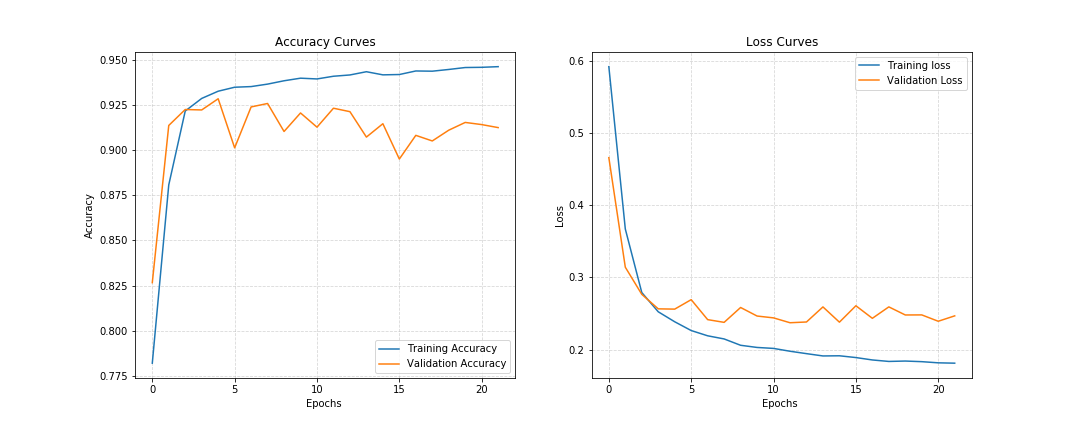 Accuracy Curves
0.950
0.925
0.900
0.875
0.850
0.825
0.800
0.775
Accuracy
0
5
10
15
20
Epochs
Training Accuracy
Validation Accuracy
Loss Curves
0.6
0.5
0.4
0.3
0.2
Loss
0
5
10
15
20
Epochs
Training loss
Validation Loss